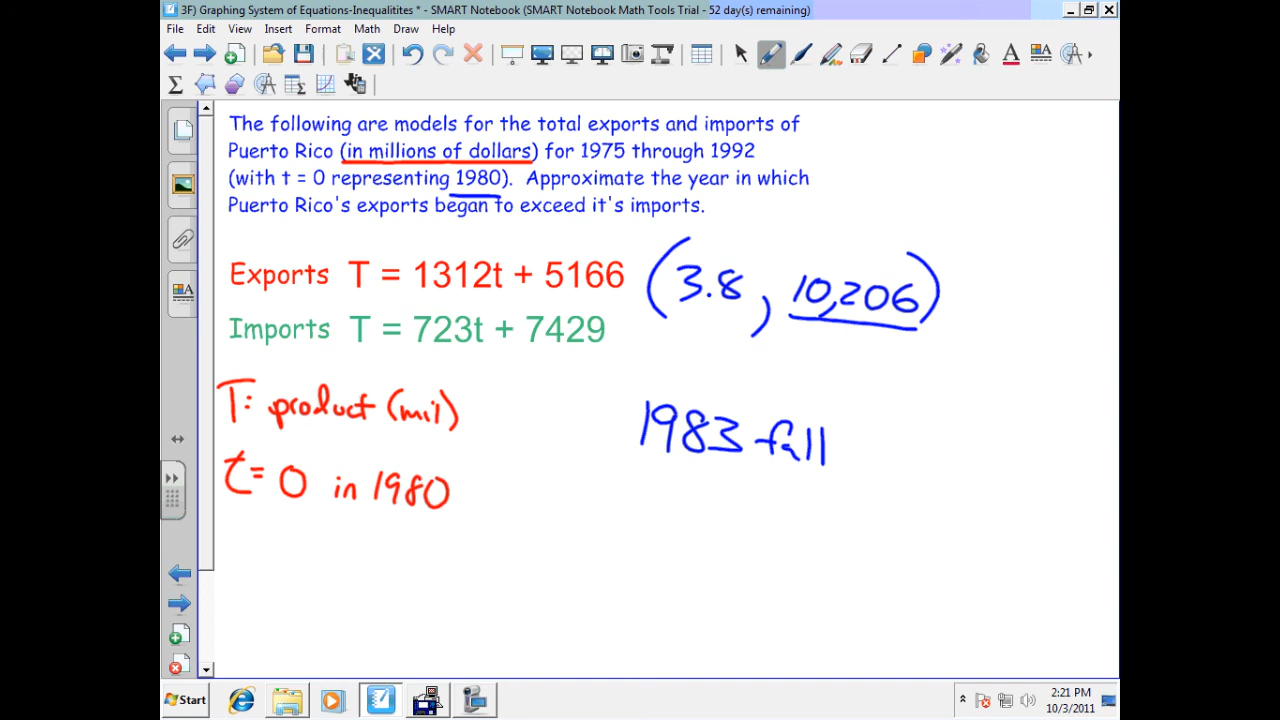 3F) Graphing System of Equations-Inequalitites * - SMART Notebook (SMART Notebook Math Tools Trial - 52 day(s) remaining)
File Edit View Insert Format Math Draw Help
The following are models for the total exports and imports of
Puerto Rico (in millions of dollars) for 1975 through 1992
(with t = 0 representing 1980). Approximate the year in which
Puerto Rico's exports began to exceed it's imports.
Exports T = 1312t + 5166
(3.8, 10,206)
Imports T = 723t + 7429
T: product (mil)
1983 fall
t = 0 in 1980
Start
2:21 PM
10/3/2011